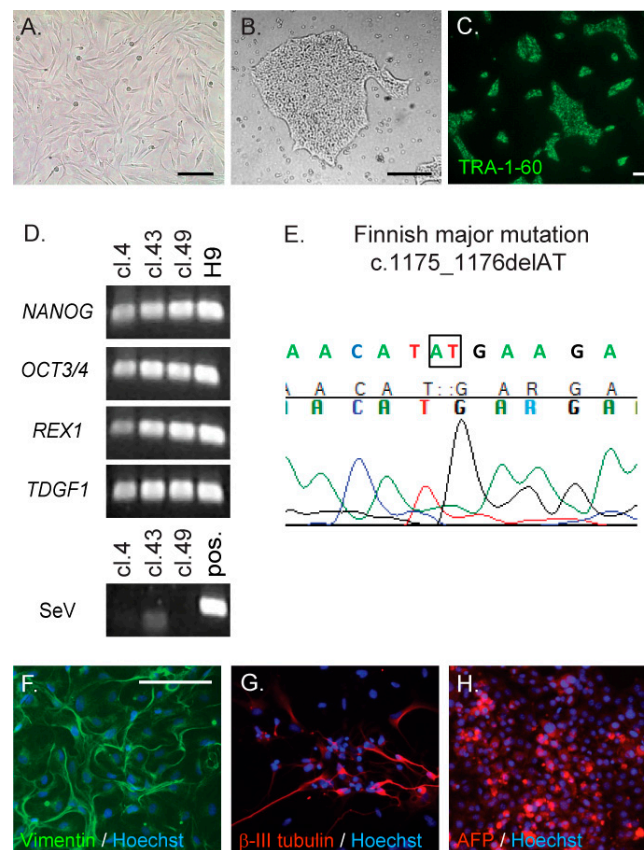 A.
B.
C.
TRA-1-60
D.
cl.4
cl.43
cl.49
H9
NANOG
OCT3/4
REX1
TDGF1
cl.4
cl.43
cl.49
pos.
SeV
E.
Finnish major mutation
c.1175_1176delAT
A A C A T A T G A A G A
A A C A T : : G A R G A
A A C A T G A R G A
F.
Vimentin / Hoechst
G.
β-III tubulin / Hoechst
H.
AFP / Hoechst